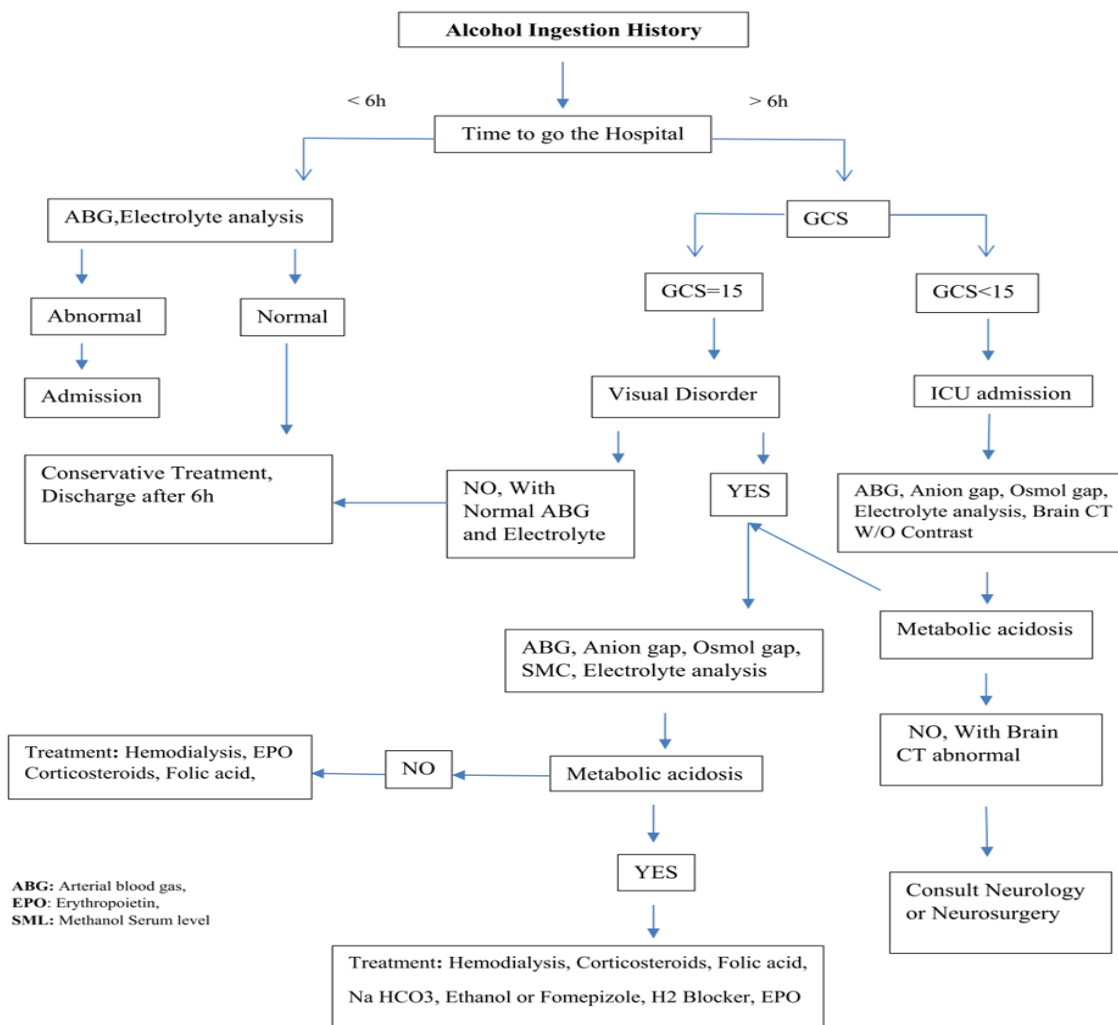 Alcohol Ingestion History
< 6h
> 6h
Time to go the Hospital
ABG,Electrolyte analysis
GCS
GCS=15
GCS<15
Abnormal
Normal
Admission
Visual Disorder
ICU admission
Conservative Treatment,
Discharge after 6h
NO, With
Normal ABG
and Electrolyte
YES
ABG, Anion gap, Osmol gap,
Electrolyte analysis, Brain CT
W/O Contrast
ABG, Anion gap, Osmol gap,
SMC, Electrolyte analysis
Metabolic acidosis
NO, With Brain
CT abnormal
Treatment: Hemodialysis, EPO
Corticosteroids, Folic acid,
NO
Metabolic acidosis
YES
Consult Neurology
or Neurosurgery
ABG: Arterial blood gas,
EPO: Erythropoietin,
SML: Methanol Serum level
Treatment: Hemodialysis, Corticosteroids, Folic acid,
Na HCO3, Ethanol or Fomepizole, H2 Blocker, EPO